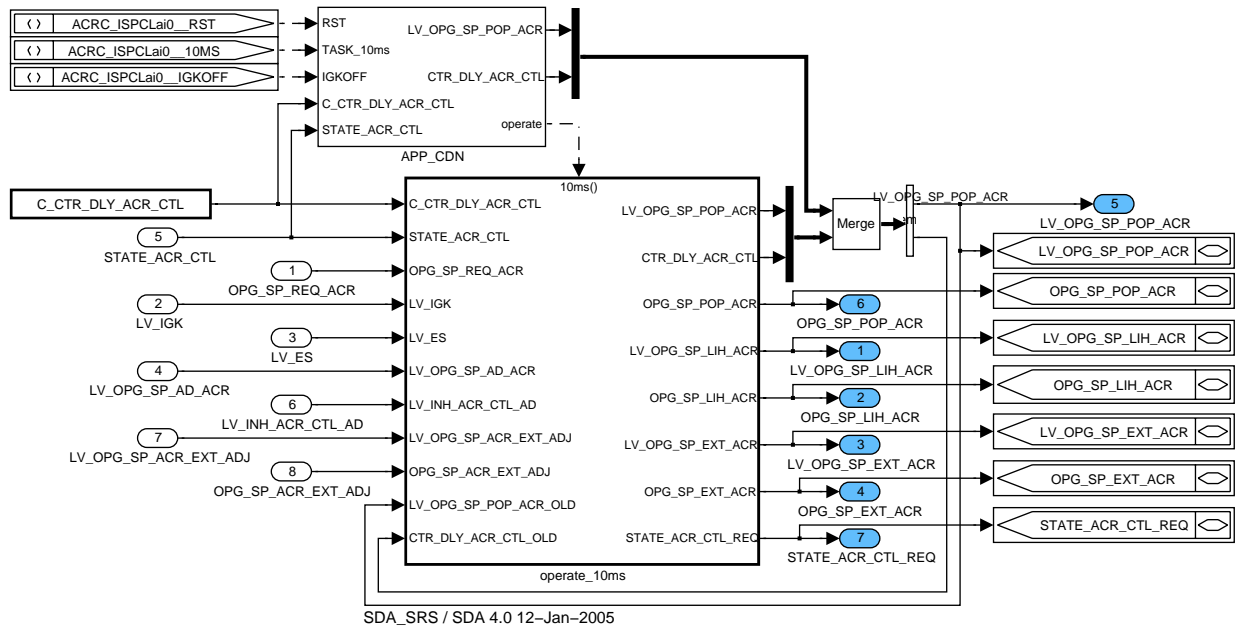 ACRC_ISPCLai0__RST
ACRC_ISPCLai0__10MS
ACRC_ISPCLai0__IGKOFF
RST
TASK_10ms
IGKOFF
C_CTR_DLY_ACR_CTL
STATE_ACR_CTL
LV_OPG_SP_POP_ACR
CTR_DLY_ACR_CTL
operate
APP_CDN
C_CTR_DLY_ACR_CTL
5
STATE_ACR_CTL
1
OPG_SP_REQ_ACR
2
LV_IGK
3
LV_ES
4
LV_OPG_SP_AD_ACR
6
LV_INH_ACR_CTL_AD
7
LV_OPG_SP_ACR_EXT_ADJ
8
OPG_SP_ACR_EXT_ADJ
10ms()
C_CTR_DLY_ACR_CTL
STATE_ACR_CTL
OPG_SP_REQ_ACR
LV_IGK
LV_ES
LV_OPG_SP_AD_ACR
LV_INH_ACR_CTL_AD
LV_OPG_SP_ACR_EXT_ADJ
OPG_SP_ACR_EXT_ADJ
LV_OPG_SP_POP_ACR_OLD
CTR_DLY_ACR_CTL_OLD
LV_OPG_SP_POP_ACR
CTR_DLY_ACR_CTL
OPG_SP_POP_ACR
LV_OPG_SP_LIH_ACR
OPG_SP_LIH_ACR
LV_OPG_SP_EXT_ACR
OPG_SP_EXT_ACR
STATE_ACR_CTL_REQ
operate_10ms
Merge
LV_OPG_SP_POP_ACR
5
LV_OPG_SP_POP_ACR
6
OPG_SP_POP_ACR
1
LV_OPG_SP_LIH_ACR
2
OPG_SP_LIH_ACR
3
LV_OPG_SP_EXT_ACR
4
OPG_SP_EXT_ACR
7
STATE_ACR_CTL_REQ
LV_OPG_SP_POP_ACR
OPG_SP_POP_ACR
LV_OPG_SP_LIH_ACR
OPG_SP_LIH_ACR
LV_OPG_SP_EXT_ACR
OPG_SP_EXT_ACR
STATE_ACR_CTL_REQ
SDA_SRS / SDA 4.0 12–Jan–2005